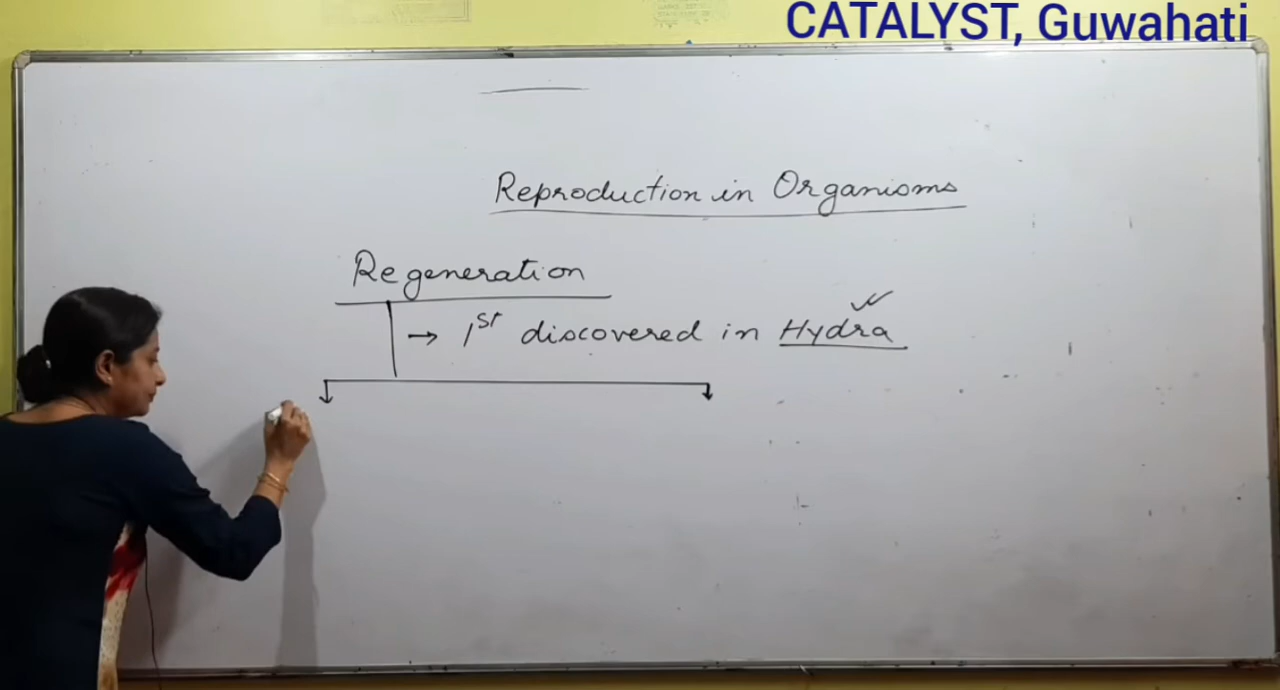 CATALYST, Guwahati
Reproduction in Organisms
Regeneration
→ 1st discovered in Hydra